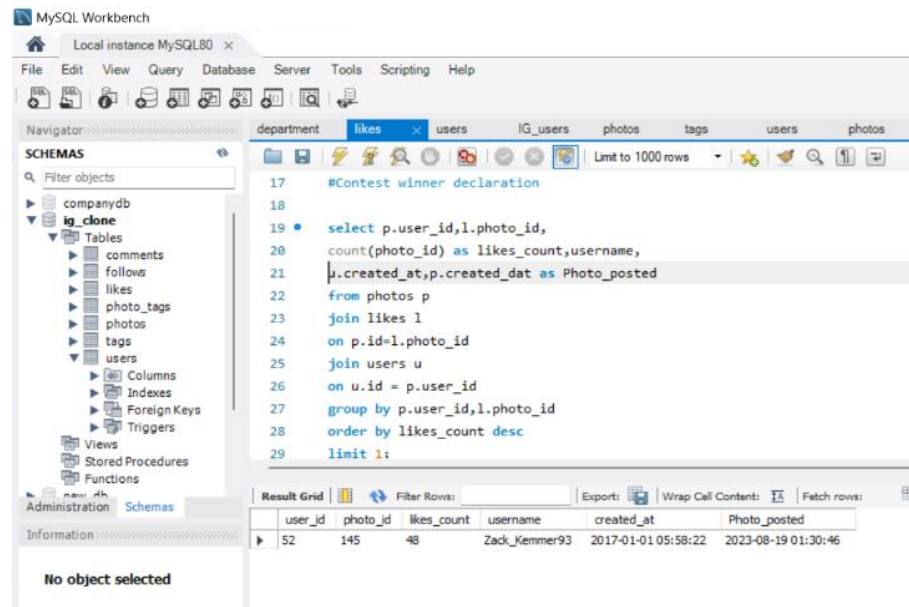 MySQL Workbench
Local instance MySQL80 ×
File Edit View Query Database Server Tools Scripting Help
Navigator
SCHEMAS
Filter objects
companydb
ig_clone
Tables
comments
follows
likes
photo_tags
photos
tags
users
Columns
Indexes
Foreign Keys
Triggers
Views
Stored Procedures
Functions
new_db
Administration Schemas
Information
No object selected
department likes × users IG_users photos tags users photos
Limit to 1000 rows
17 #Contest winner declaration
18
19 select p.user_id,l.photo_id,
20 count(photo_id) as likes_count,username,
21 u.created_at,p.created_dat as Photo_posted
22 from photos p
23 join likes l
24 on p.id=l.photo_id
25 join users u
26 on u.id = p.user_id
27 group by p.user_id,l.photo_id
28 order by likes_count desc
29 limit 1;
Result Grid Filter Rows: Export: Wrap Cell Content: Fetch rows:
user_id photo_id likes_count username created_at Photo_posted
52 145 48 Zack_Kemmer93 2017-01-01 05:58:22 2023-08-19 01:30:46